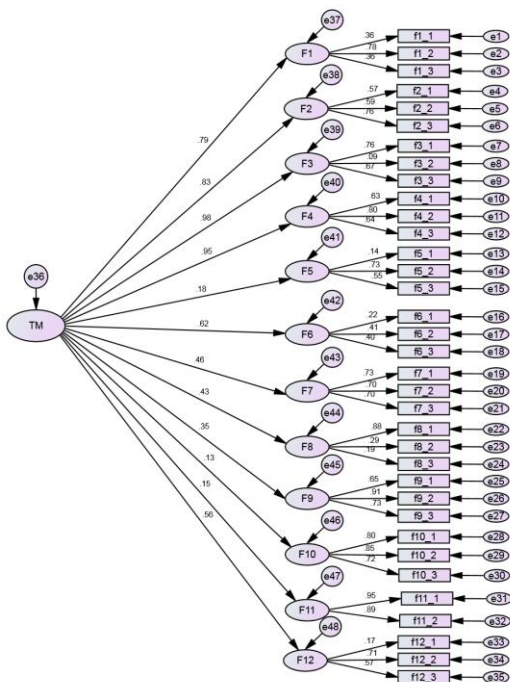 e37
F1
.36
f1_1
e1
.78
f1_2
e2
.36
f1_3
e3
e38
F2
.57
f2_1
e4
.59
f2_2
e5
.76
f2_3
e6
.79
e39
F3
.76
f3_1
e7
.09
f3_2
e8
.67
f3_3
e9
.83
e40
F4
.63
f4_1
e10
.80
f4_2
e11
.64
f4_3
e12
.98
.95
e41
F5
.14
f5_1
e13
.73
f5_2
e14
.55
f5_3
e15
e36
TM
.18
.62
e42
F6
.22
f6_1
e16
.41
f6_2
e17
.40
f6_3
e18
.46
e43
F7
.73
f7_1
e19
.70
f7_2
e20
.70
f7_3
e21
.43
e44
F8
.88
f8_1
e22
.29
f8_2
e23
.19
f8_3
e24
.35
e45
F9
.65
f9_1
e25
.91
f9_2
e26
.73
f9_3
e27
.13
e46
F10
.80
f10_1
e28
.85
f10_2
e29
.72
f10_3
e30
.15
e47
F11
.95
f11_1
e31
.89
f11_2
e32
.56
e48
F12
.17
f12_1
e33
.71
f12_2
e34
.57
f12_3
e35